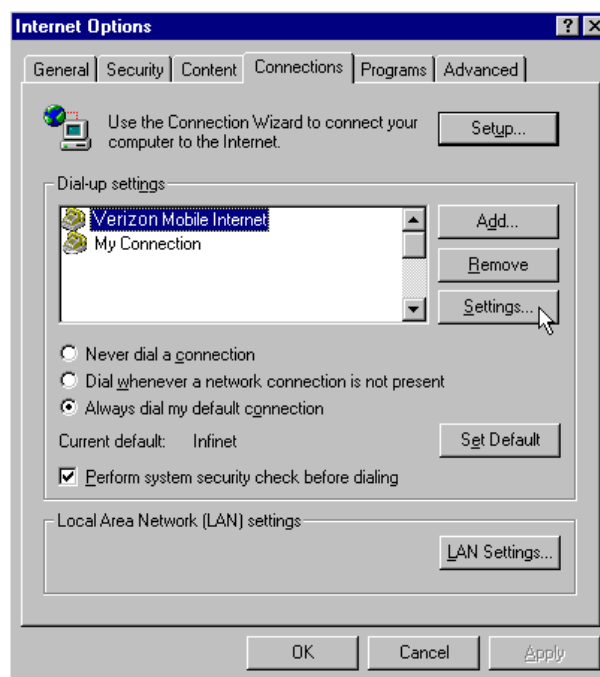 Internet Options
General Security Content Connections Programs Advanced
Use the Connection Wizard to connect your
computer to the Internet.
Setup...
Dial-up settings
Verizon Mobile Internet
My Connection
Add...
Remove
Settings...
Never dial a connection
Dial whenever a network connection is not present
Always dial my default connection
Current default: Infinet
Set Default
Perform system security check before dialing
Local Area Network (LAN) settings
LAN Settings...
OK Cancel Apply